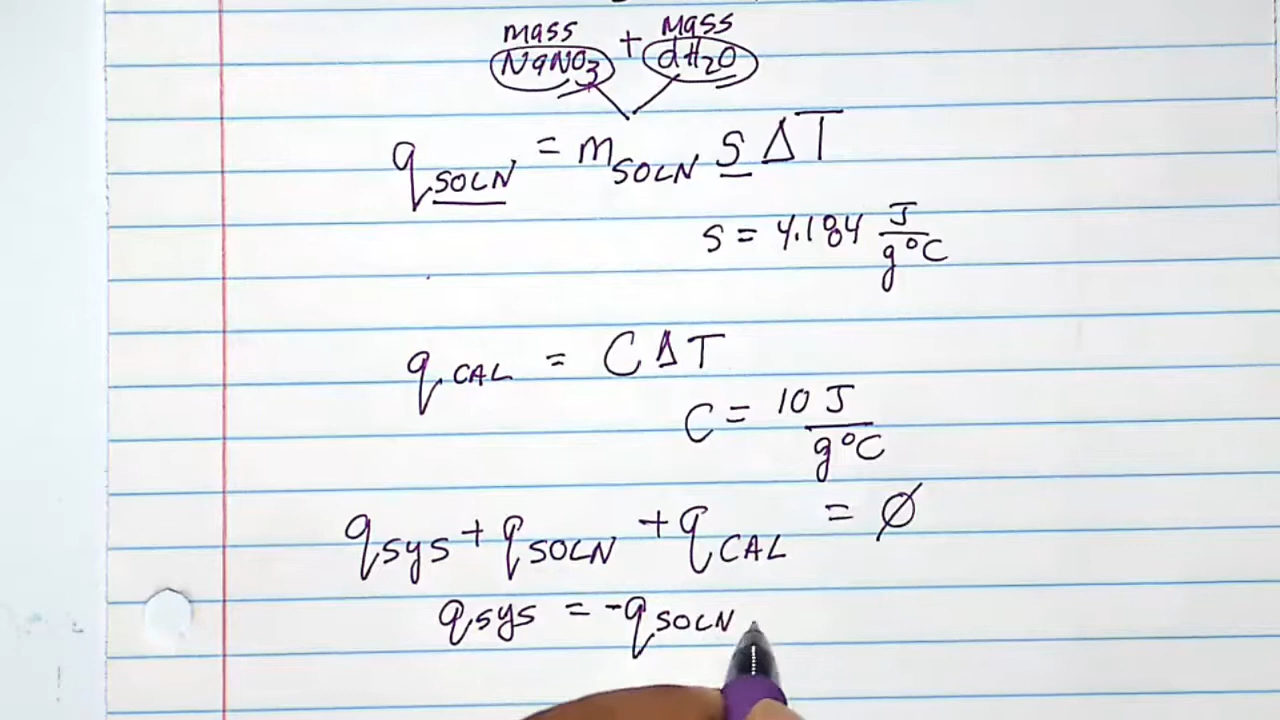 mass mass
NaNO3 + dH2O
qSOLN = mSOLN S ΔT
s = 4.184 J/g°C
qCAL = CΔT
C = 10 J/g°C
qsys + qSOLN + qCAL = Ø
qsys = -qSOLN